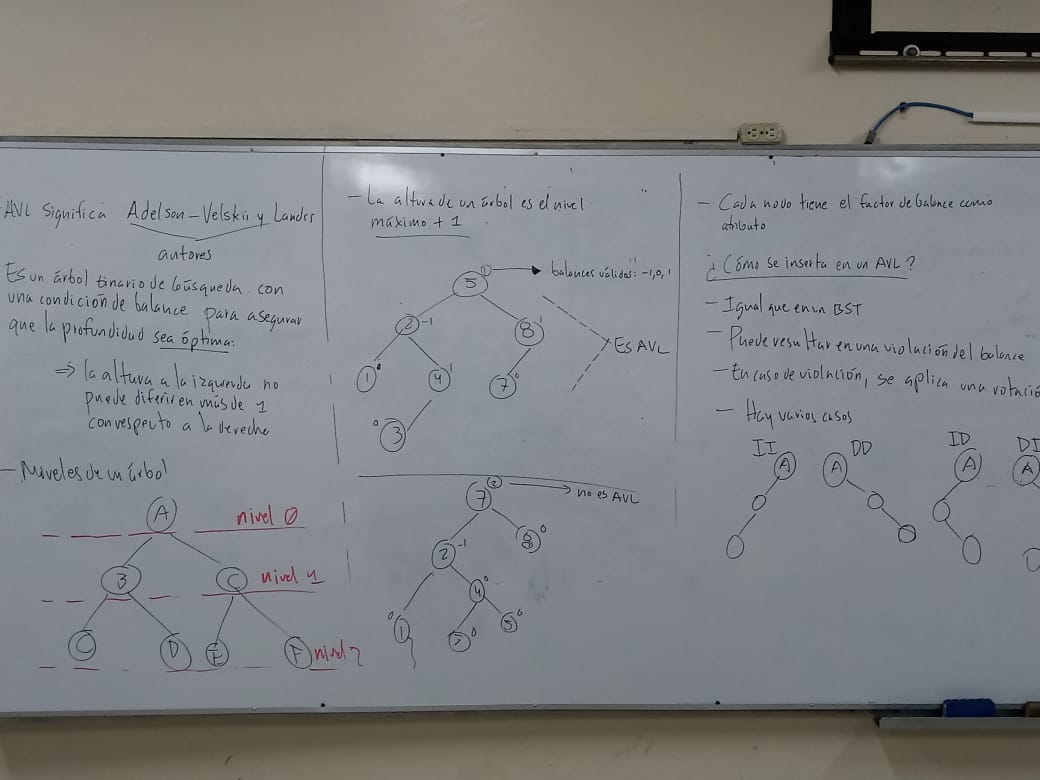 AVL Significa Adelson-Velskii y Landis
autores
Es un árbol binario de búsqueda con
una condición de balance para asegurar
que la profundidad sea óptima.
⇒ la altura a la izquierda no
puede diferir en más de 1
con respecto a la derecha
- Niveles de un árbol
A nivel 0
B C nivel 1
C D E F nivel 2
- La altura de un árbol es el nivel
máximo + 1
5 1 → balances válidos: -1, 0, 1
2 -1 8 1
Es AVL
1 0 4 1 7 0
0 3
7 2 → no es AVL
2 -1 8 0
4 0
0 1 0 5 0
- Cada nodo tiene el factor de balance como
atributo
¿Cómo se inserta en un AVL?
- Igual que en un BST
- Puede resultar en una violación del balance
- En caso de violación, se aplica una rotació
- Hay varios casos
II DD ID DI
A A A A